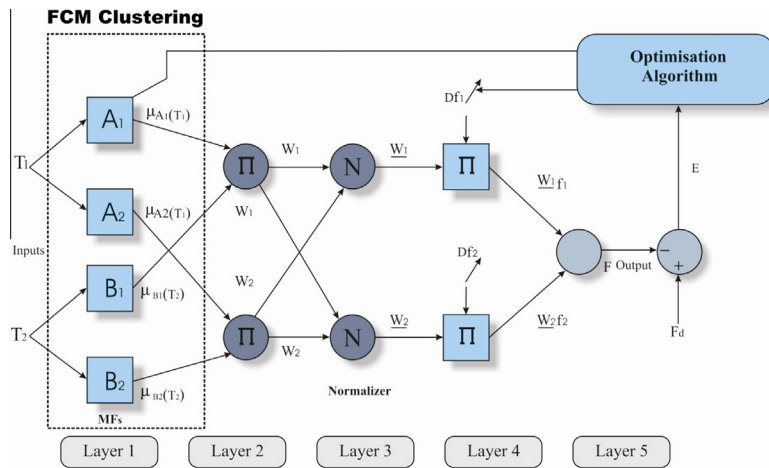 FCM Clustering
Optimisation
Algorithm
A1
μA1(T1)
Df1
T1
Π
W1
N
W1
Π
E
A2
μA2(T1)
W1
W1f1
Inputs
B1
μB1(T2)
W2
Df2
F Output
−
+
T2
Π
W2
N
W2
Π
W2f2
Fd
B2
μB2(T2)
Normalizer
MFs
Layer 1
Layer 2
Layer 3
Layer 4
Layer 5